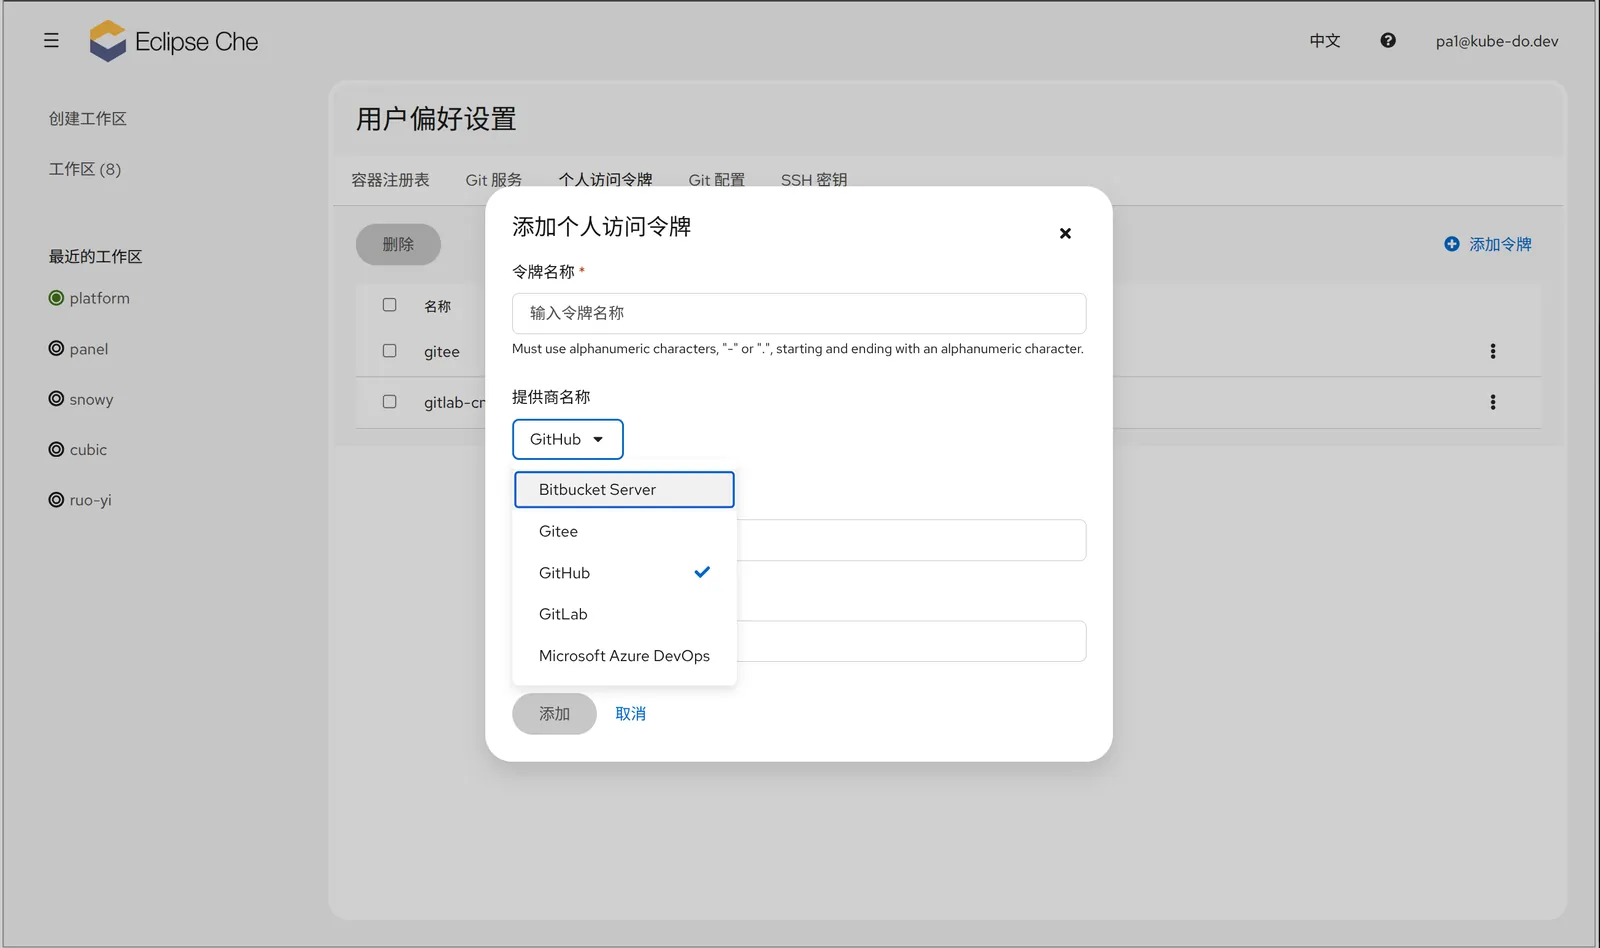 Eclipse Che
中文
pa1@kube-do.dev
创建工作区
工作区 (8)
最近的工作区
platform
panel
snowy
cubic
ruo-yi
用户偏好设置
容器注册表 Git 服务 个人访问令牌 Git 配置 SSH 密钥
删除
添加令牌
名称
gitee
gitlab-cn
添加个人访问令牌
令牌名称 *
输入令牌名称
Must use alphanumeric characters, "-" or ".", starting and ending with an alphanumeric character.
提供商名称
GitHub
Bitbucket Server
Gitee
GitHub
GitLab
Microsoft Azure DevOps
添加
取消